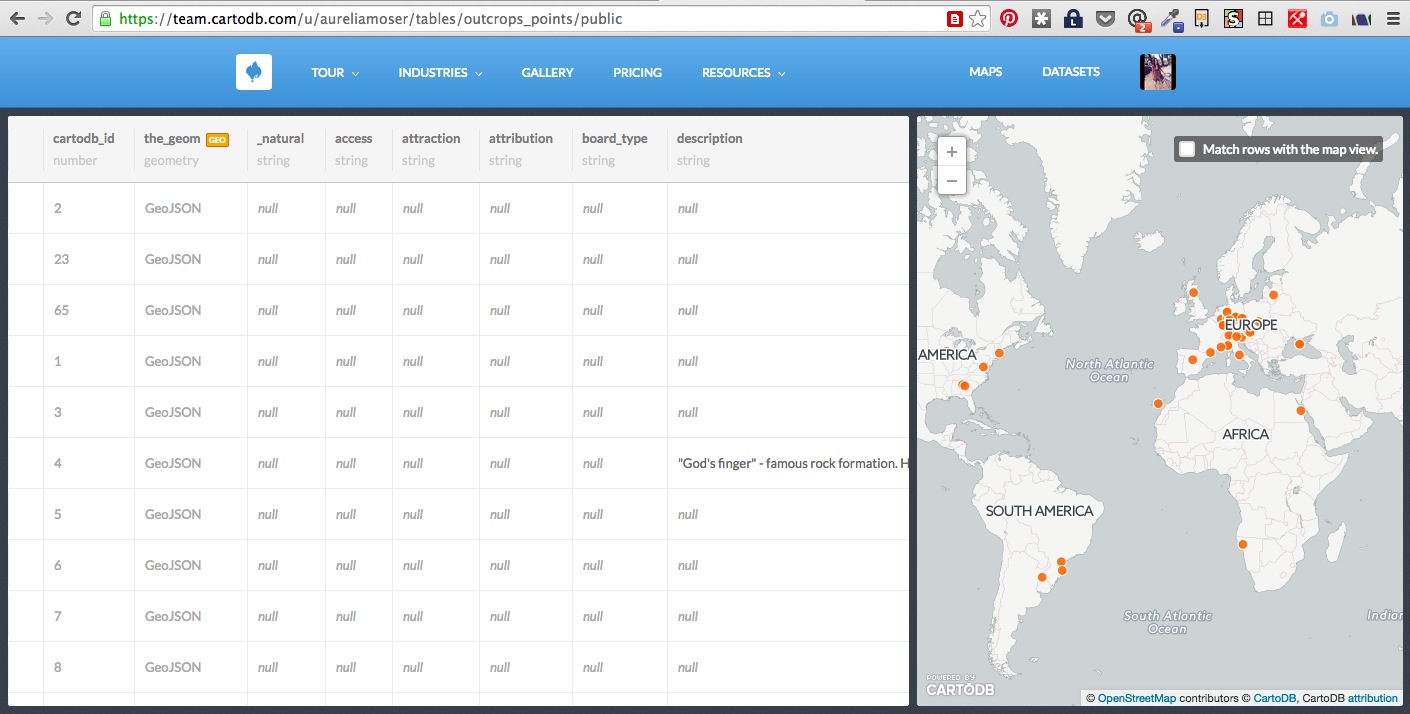 https://team.cartodb.com/u/aureliamoser/tables/outcrops_points/public
2
TOUR INDUSTRIES GALLERY PRICING RESOURCES MAPS DATASETS
cartodb_id the_geom GEO _natural access attraction attribution board_type description
number geometry string string string string string string
2 GeoJSON null null null null null null
23 GeoJSON null null null null null null
65 GeoJSON null null null null null null
1 GeoJSON null null null null null null
3 GeoJSON null null null null null null
4 GeoJSON null null null null null "God's finger" - famous rock formation. H
5 GeoJSON null null null null null null
6 GeoJSON null null null null null null
7 GeoJSON null null null null null null
8 GeoJSON null null null null null null
+
−
Match rows with the map view.
EUROPE
AMERICA
North Atlantic
Ocean
AFRICA
SOUTH AMERICA
South Atlantic
Ocean
Indian
POWERED BY
CARTODB
© OpenStreetMap contributors © CartoDB, CartoDB attribution